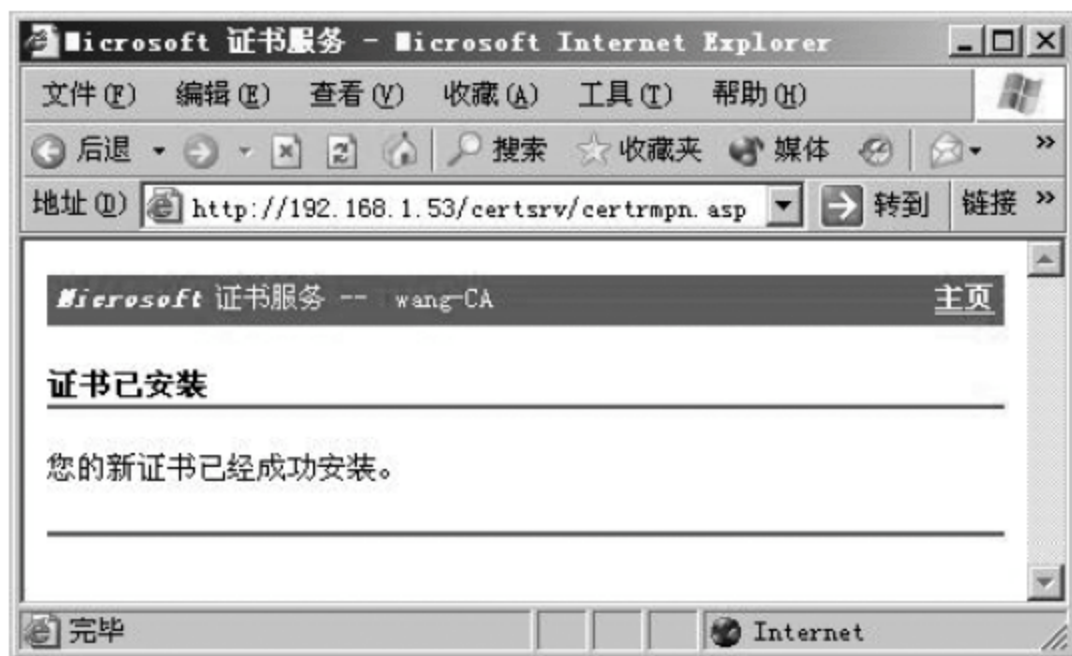 Microsoft 证书服务 - Microsoft Internet Explorer
文件(F) 编辑(E) 查看(V) 收藏(A) 工具(T) 帮助(H)
后退 搜索 收藏夹 媒体 »
地址(D) http://192.168.1.53/certsrv/certrmpn.asp 转到 链接 »
Microsoft 证书服务 -- wang-CA 主页
证书已安装
您的新证书已经成功安装。
完毕 Internet